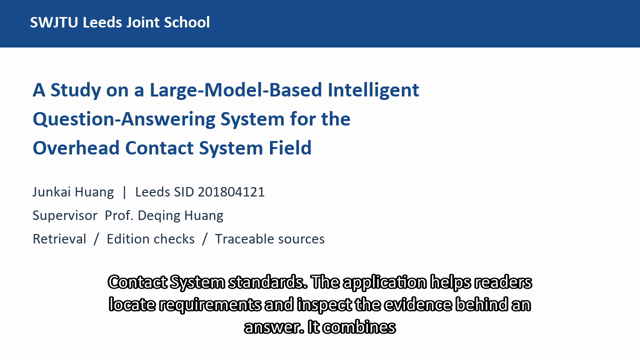 SWJTU Leeds Joint School
A Study on a Large-Model-Based Intelligent
Question-Answering System for the
Overhead Contact System Field
Junkai Huang | Leeds SID 201804121
Supervisor Prof. Deqing Huang
Retrieval / Edition checks / Traceable sources
Contact System standards. The application helps readers
locate requirements and inspect the evidence behind an
answer. It combines